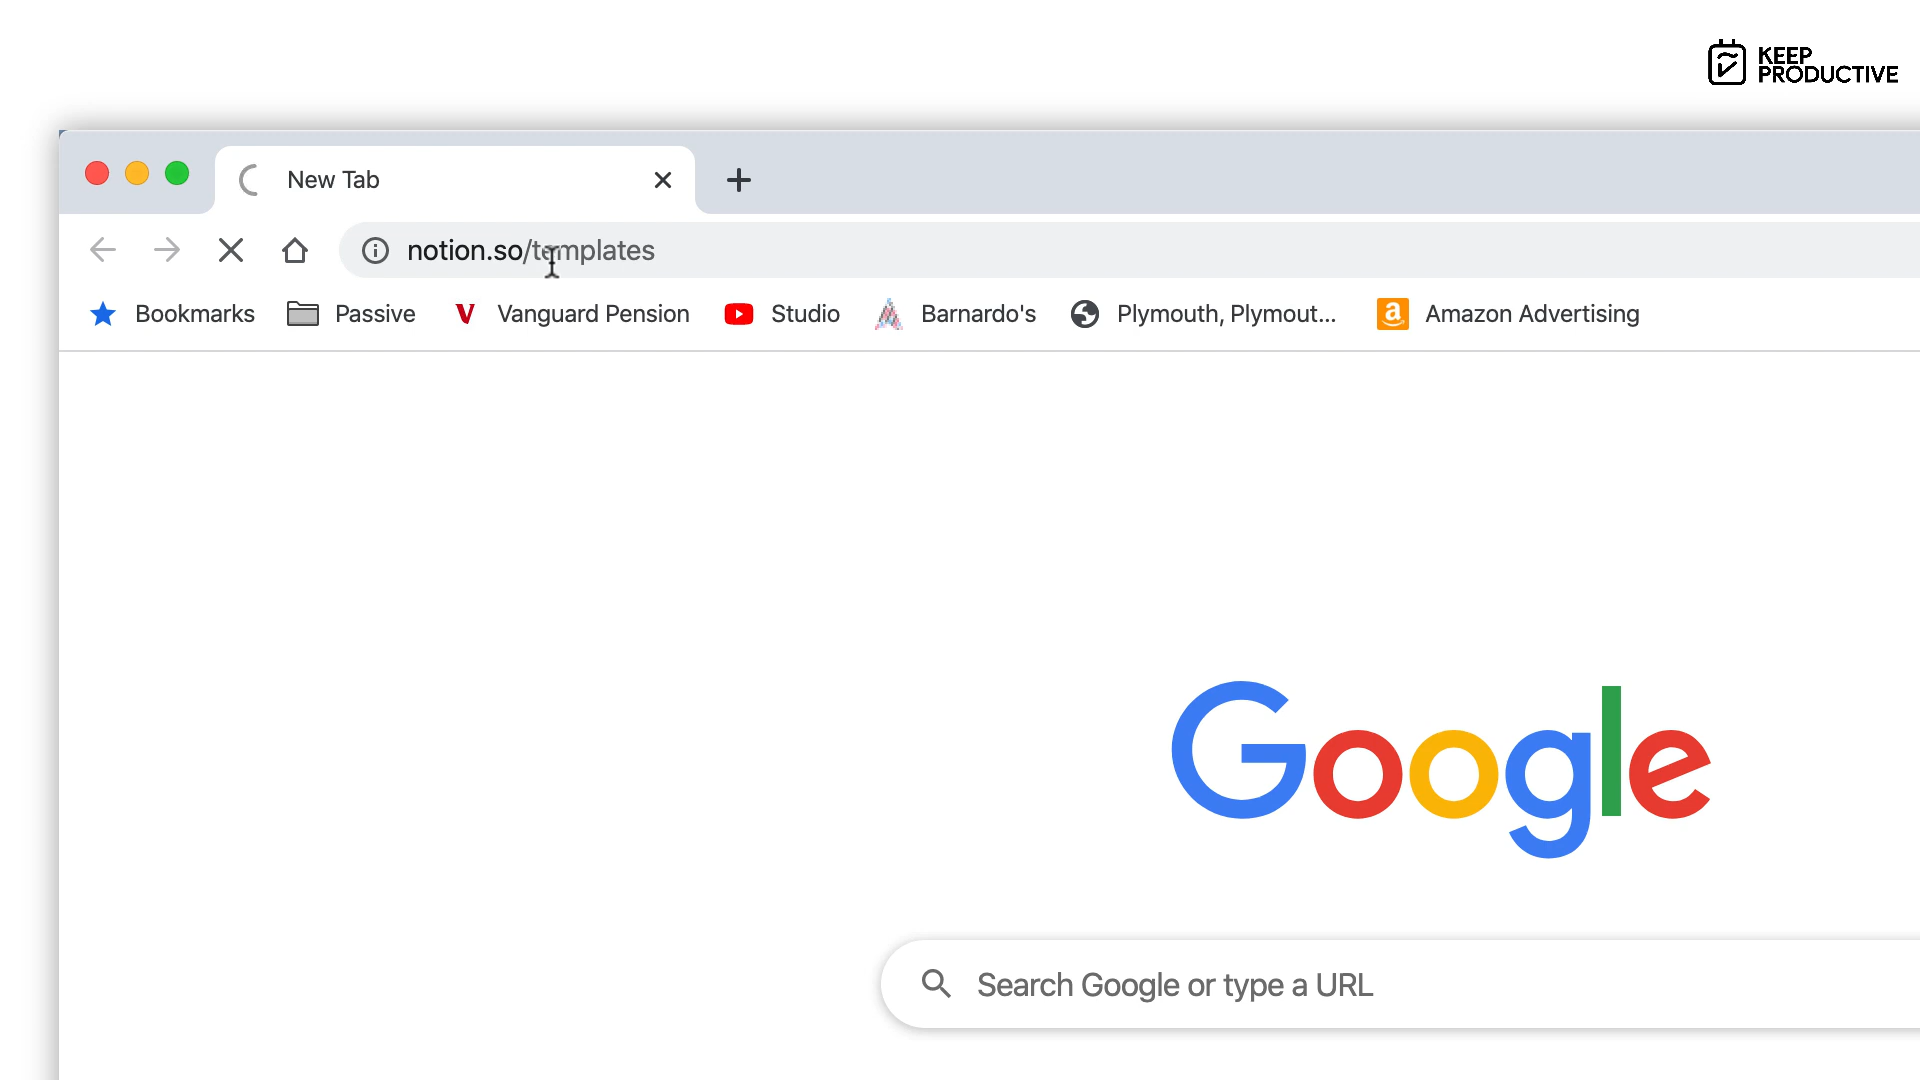 KEEP
PRODUCTIVE
New Tab
notion.so/templates
Bookmarks Passive Vanguard Pension Studio Barnardo's Plymouth, Plymout... Amazon Advertising
Google
Search Google or type a URL